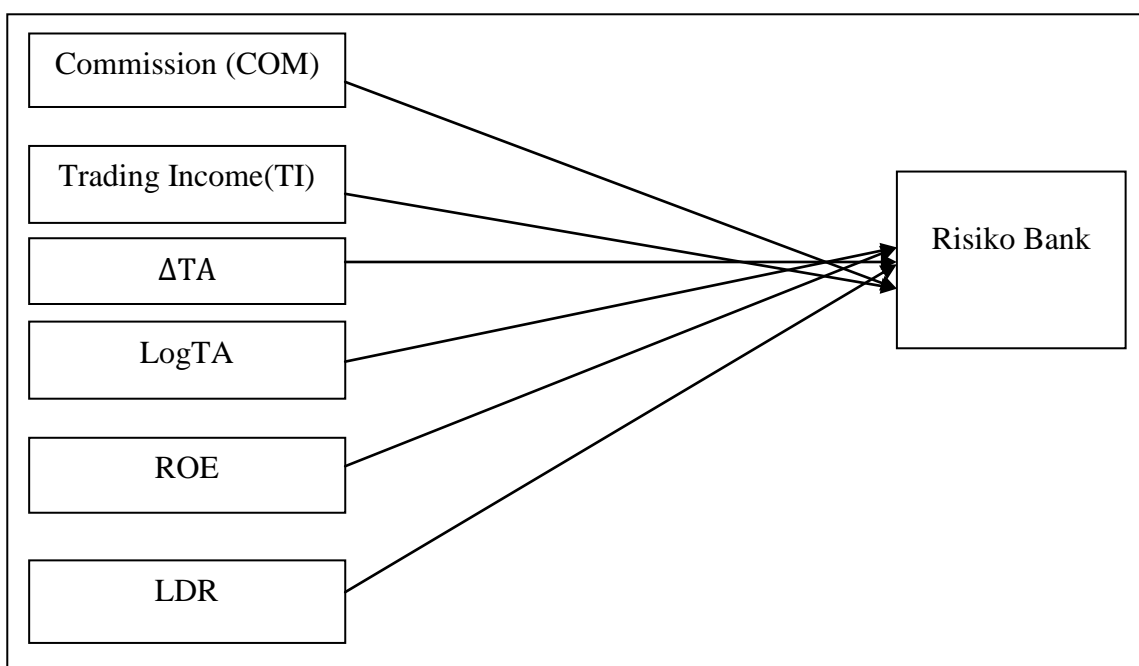 Commission (COM)
Trading Income(TI)
ΔTA
LogTA
ROE
LDR
Risiko Bank